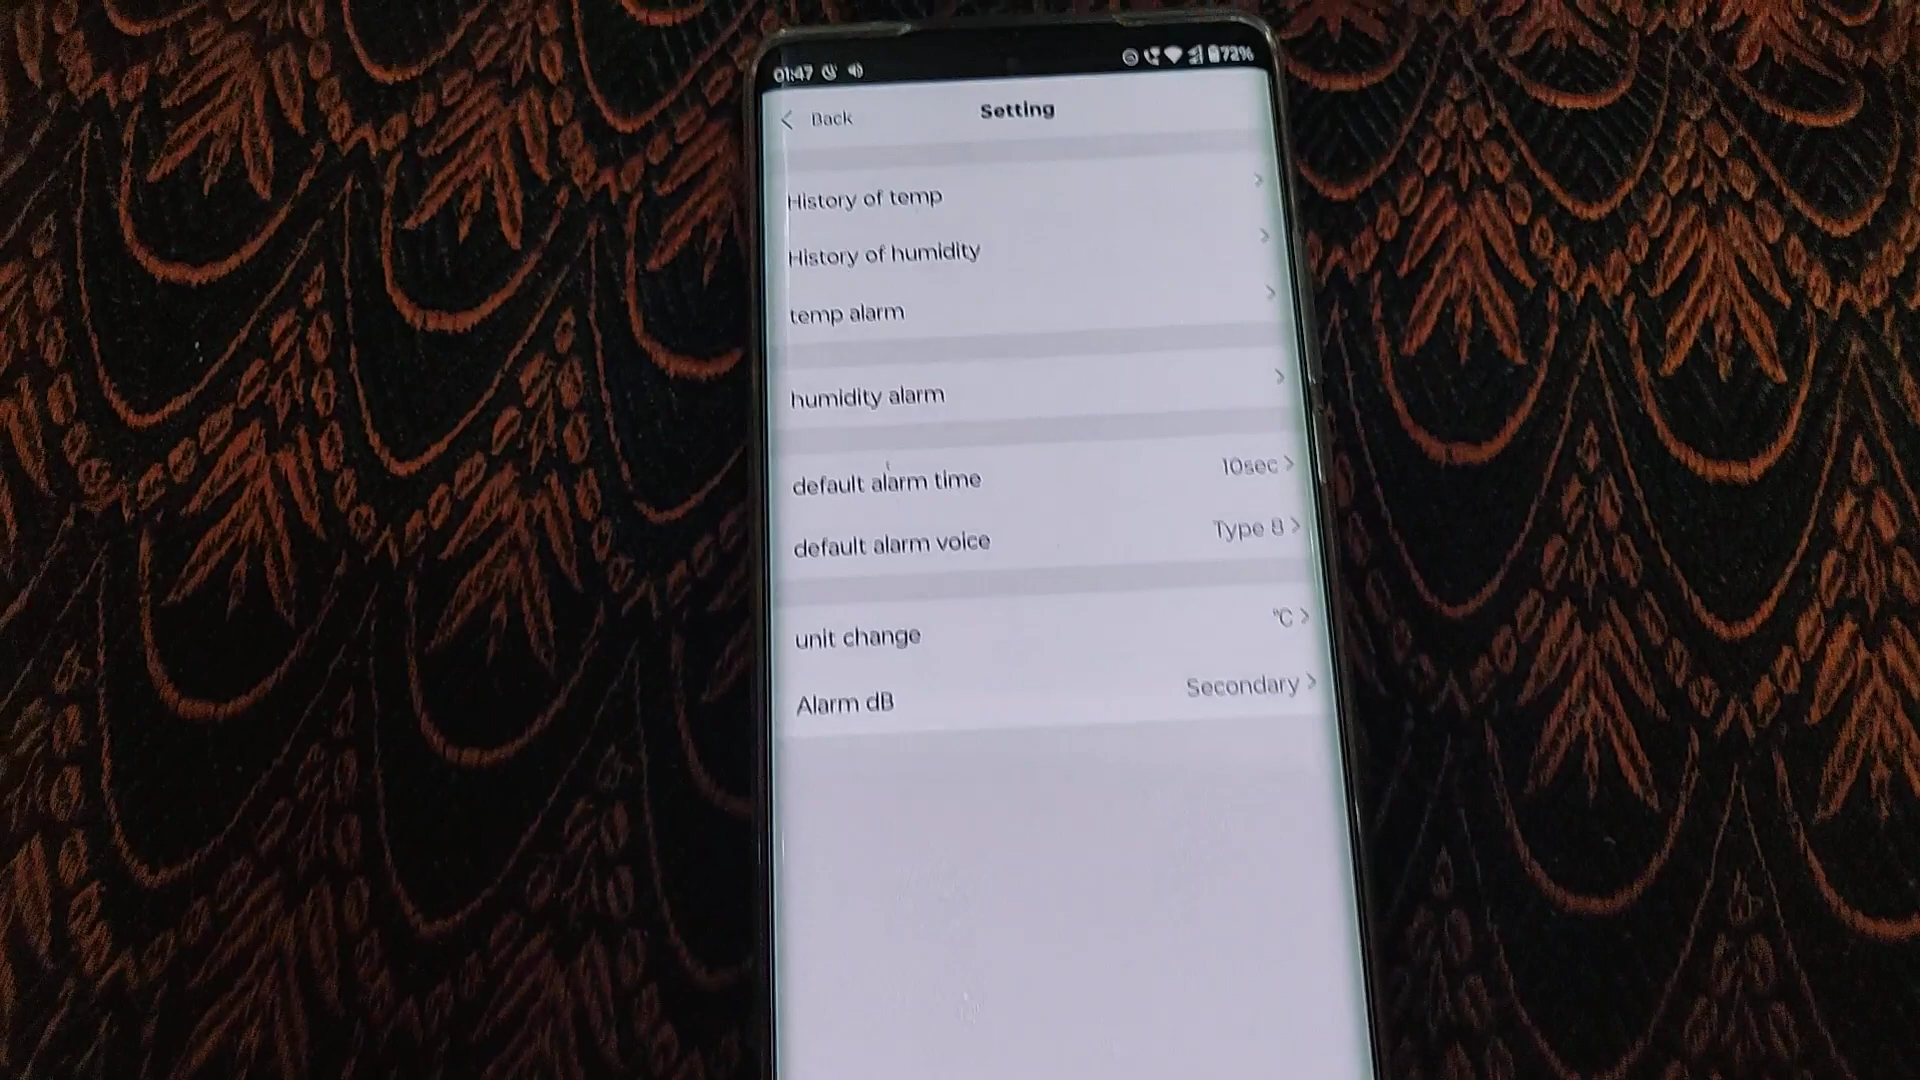 01:47 72%
Back Setting
History of temp
History of humidity
temp alarm
humidity alarm
default alarm time 10sec
default alarm voice Type 8
unit change °C
Alarm dB Secondary